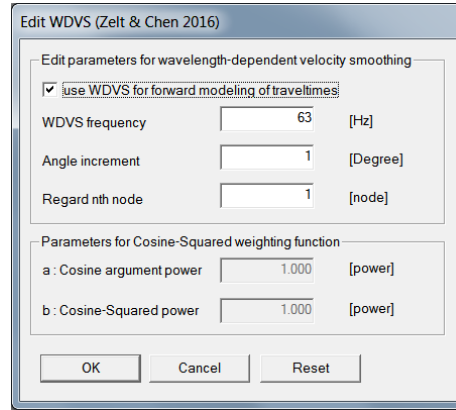 Edit WDVS (Zelt & Chen 2016)
Edit parameters for wavelength-dependent velocity smoothing
use WDVS for forward modeling of traveltimes
WDVS frequency 63 [Hz]
Angle increment 1 [Degree]
Regard nth node 1 [node]
Parameters for Cosine-Squared weighting function
a : Cosine argument power 1.000 [power]
b : Cosine-Squared power 1.000 [power]
OK Cancel Reset